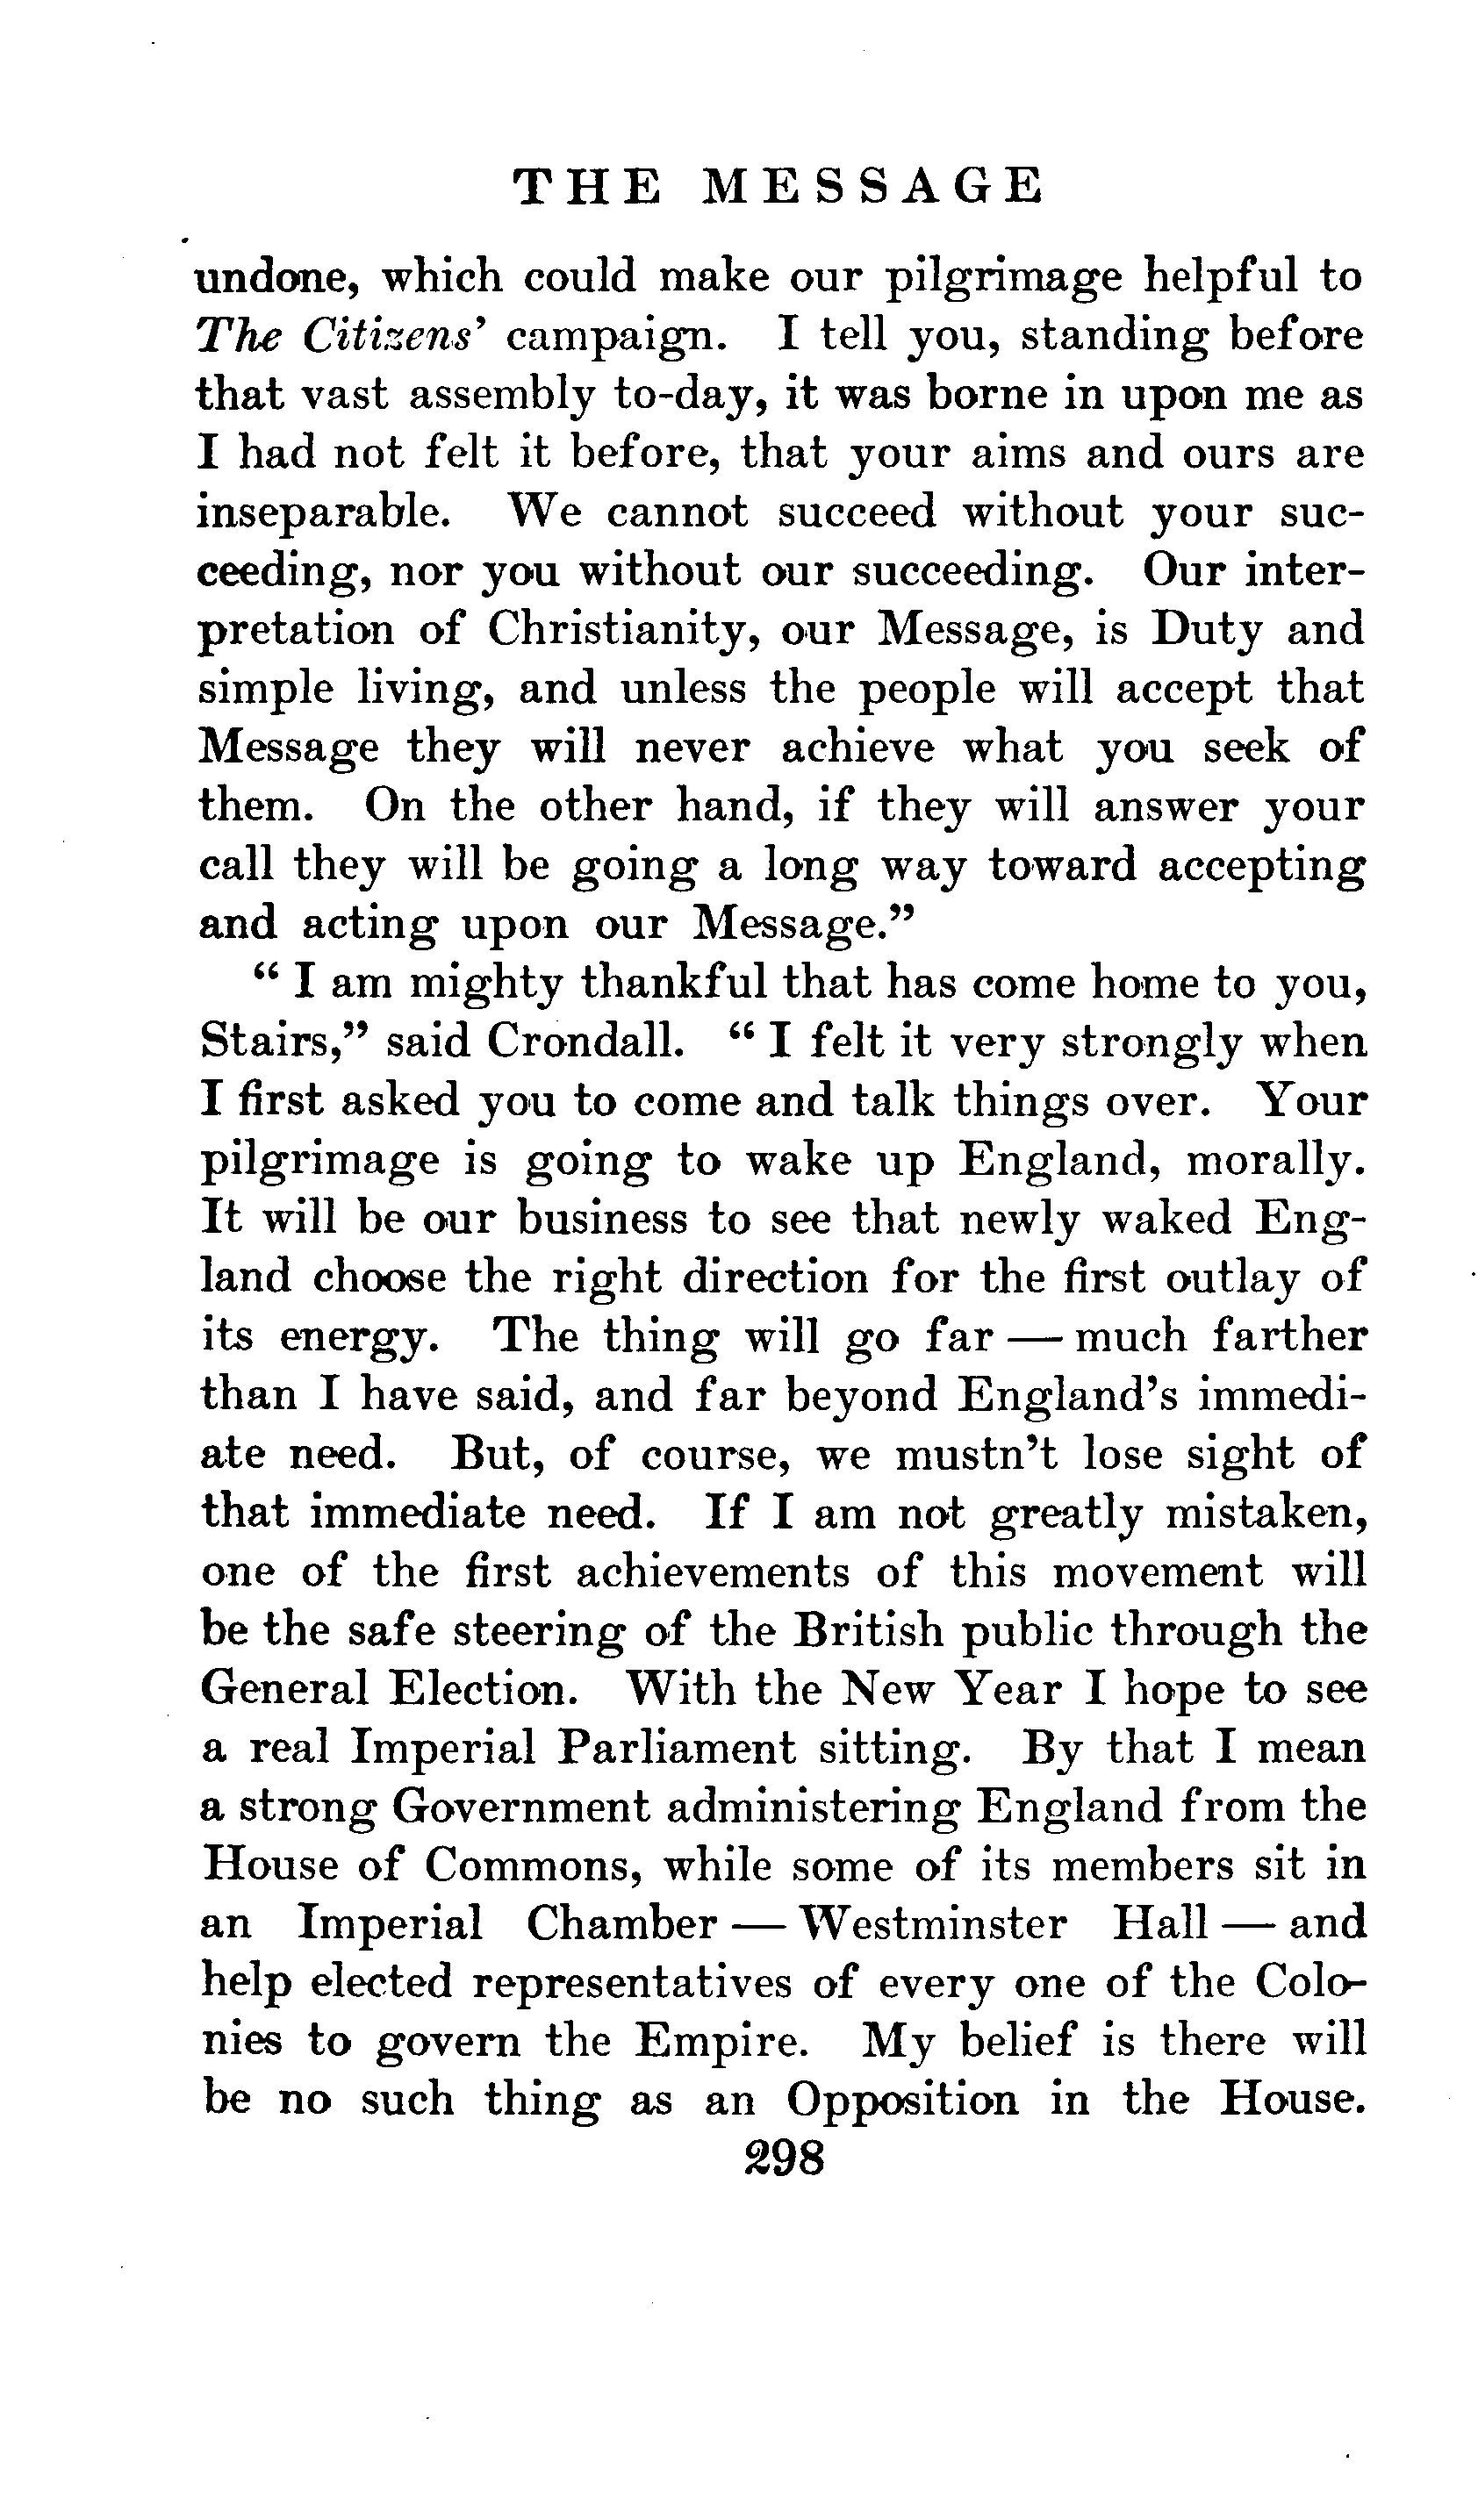 THE MESSAGE
undone, which could make our pilgrimage helpful to
The Citizens' campaign. I tell you, standing before
that vast assembly to-day, it was borne in upon me as
I had not felt it before, that your aims and ours are
inseparable. We cannot succeed without your suc-
ceeding, nor you without our succeeding. Our inter-
pretation of Christianity, our Message, is Duty and
simple living, and unless the people will accept that
Message they will never achieve what you seek of
them. On the other hand, if they will answer your
call they will be going a long way toward accepting
and acting upon our Message."
" I am mighty thankful that has come home to you,
Stairs," said Crondall. " I felt it very strongly when
I first asked you to come and talk things over. Your
pilgrimage is going to wake up England, morally.
It will be our business to see that newly waked Eng-
land choose the right direction for the first outlay of
its energy. The thing will go far — much farther
than I have said, and far beyond England's immedi-
ate need. But, of course, we mustn't lose sight of
that immediate need. If I am not greatly mistaken,
one of the first achievements of this movement will
be the safe steering of the British public through the
General Election. With the New Year I hope to see
a real Imperial Parliament sitting. By that I mean
a strong Government administering England from the
House of Commons, while some of its members sit in
an Imperial Chamber — Westminster Hall — and
help elected representatives of every one of the Colo-
nies to govern the Empire. My belief is there will
be no such thing as an Opposition in the House.
298